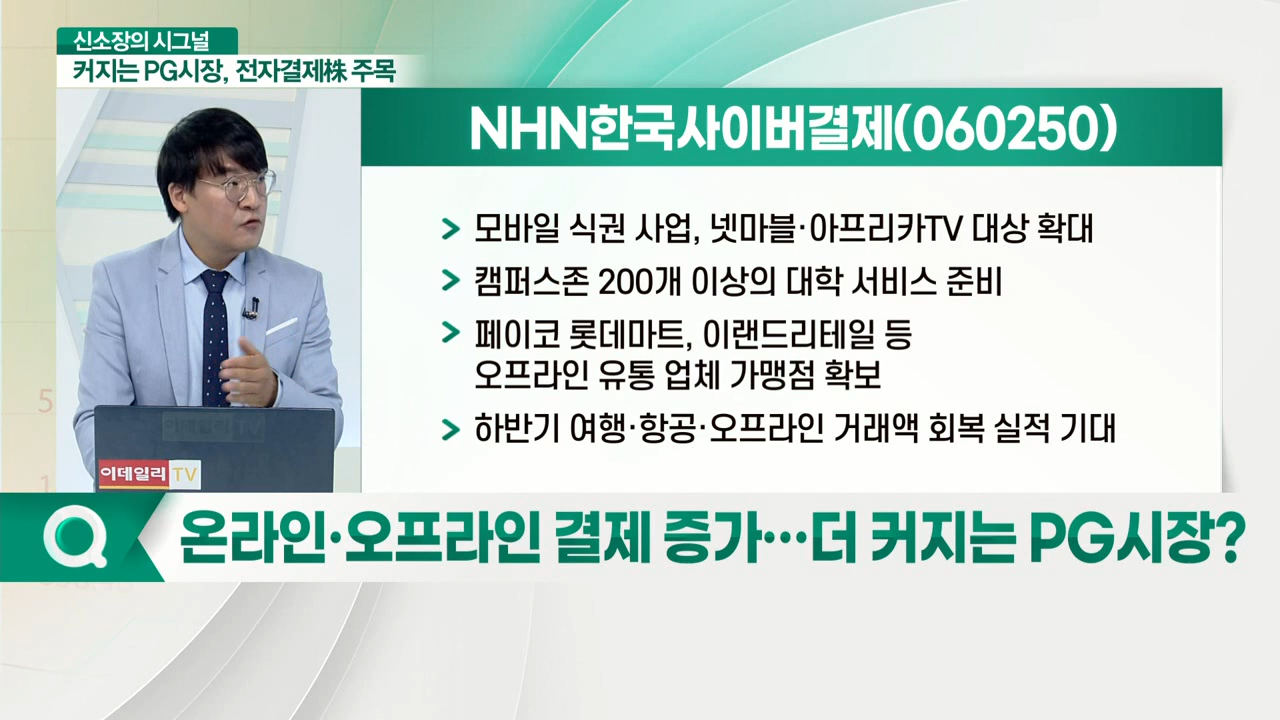 신소장의 시그널
커지는 PG시장, 전자결제株 주목
NHN한국사이버결제(060250)
> 모바일 식권 사업, 넷마블·아프리카TV 대상 확대
> 캠퍼스존 200개 이상의 대학 서비스 준비
> 페이코 롯데마트, 이랜드리테일 등
오프라인 유통 업체 가맹점 확보
> 하반기 여행·항공·오프라인 거래액 회복 실적 기대
이데일리 TV
이데일리TV
온라인·오프라인 결제 증가…더 커지는 PG시장?